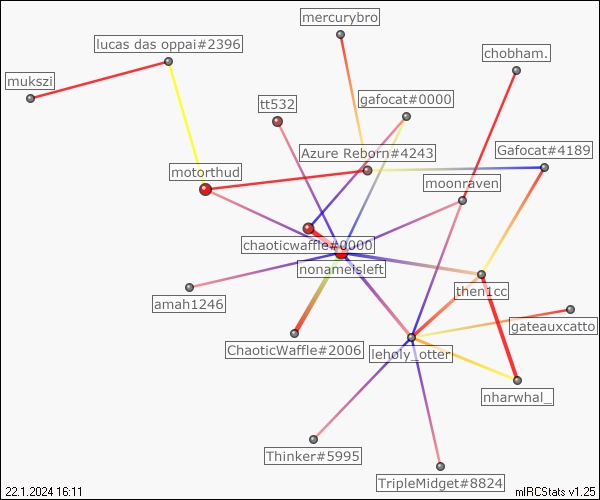 mercurybro
lucas das oppai#2396
chobham.
mukszi
tt532
gafocat#0000
Azure Reborn#4243
Gafocat#4189
motorthud
moonraven
chaoticwaffle#0000
nonameisleft
then1cc
amah1246
gateauxcatto
ChaoticWaffle#2006
leholy_otter
nharwhal_
Thinker#5995
TripleMidget#8824
22.1.2024 16:11
mIRCStats v1.25